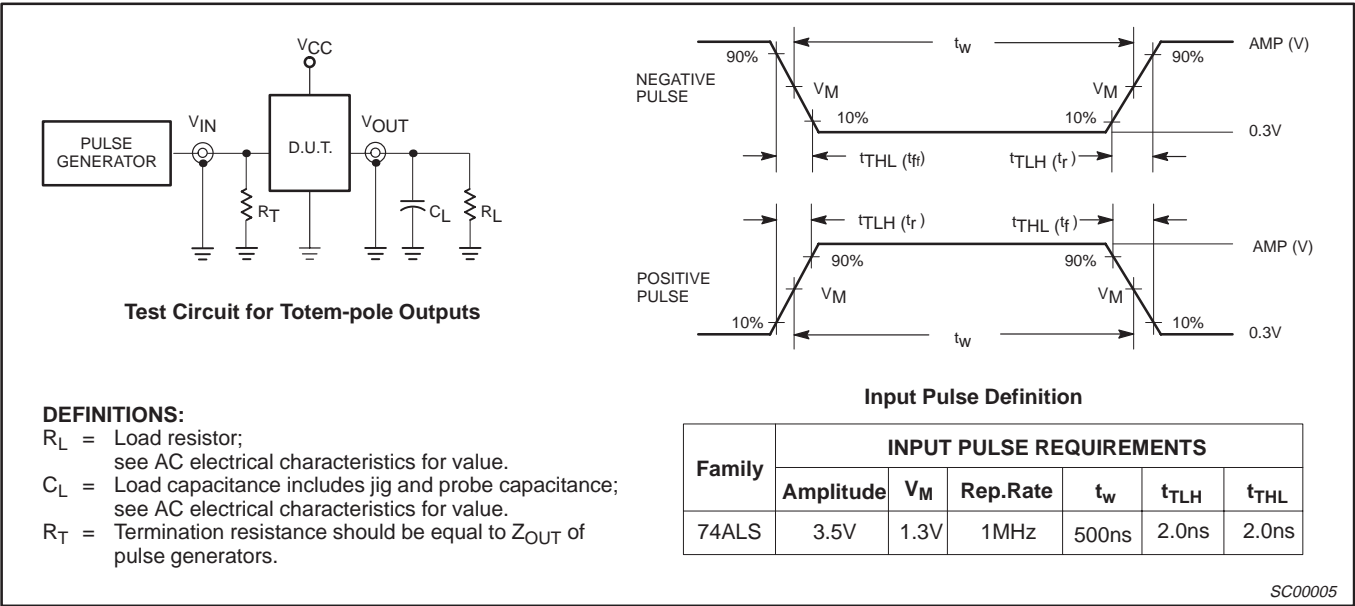 VCC
VIN
VOUT
PULSE
GENERATOR
D.U.T.
RT
CL
RL
Test Circuit for Totem-pole Outputs
NEGATIVE
PULSE
90%
tw
90%
AMP (V)
VM
VM
10%
10%
0.3V
tTHL (tff)
tTLH (tr)
tTLH (tr)
tTHL (tf)
AMP (V)
POSITIVE
PULSE
90%
90%
VM
VM
10%
tw
10%
0.3V
Input Pulse Definition
DEFINITIONS:
RL = Load resistor;
see AC electrical characteristics for value.
CL = Load capacitance includes jig and probe capacitance;
see AC electrical characteristics for value.
RT = Termination resistance should be equal to ZOUT of
pulse generators.
Family INPUT PULSE REQUIREMENTS
Amplitude VM Rep.Rate tw tTLH tTHL
74ALS 3.5V 1.3V 1MHz 500ns 2.0ns 2.0ns
SC00005